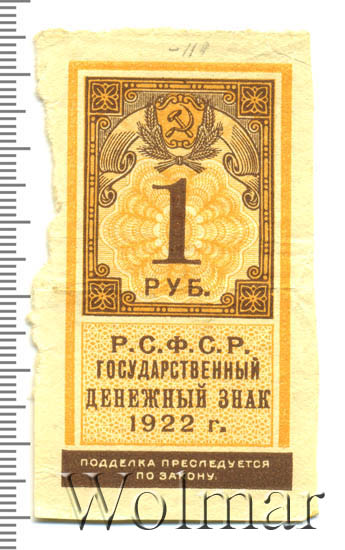 1
РУБ.
Р.С.Ф.С.Р.
ГОСУДАРСТВЕННЫЙ
ДЕНЕЖНЫЙ ЗНАК
1922 г.
ПОДДЕЛКА ПРЕСЛЕДУЕТСЯ
ПО ЗАКОНУ.
Wolmar